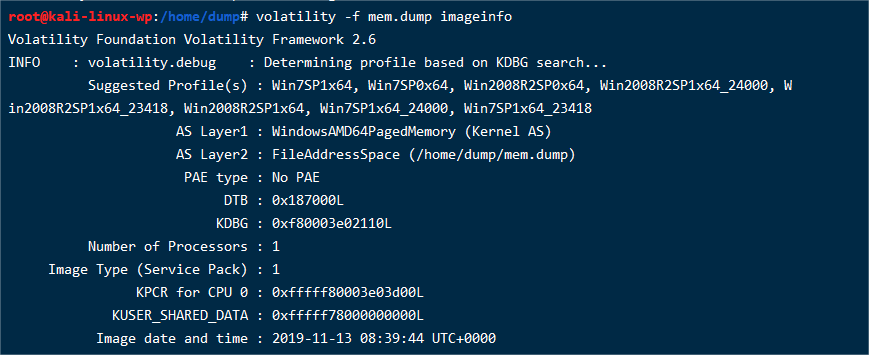 root@kali-linux-wp:/home/dump# volatility -f mem.dump imageinfo
Volatility Foundation Volatility Framework 2.6
INFO    : volatility.debug    : Determining profile based on KDBG search...
          Suggested Profile(s) : Win7SP1x64, Win7SP0x64, Win2008R2SP0x64, Win2008R2SP1x64_24000, W
in2008R2SP1x64_23418, Win2008R2SP1x64, Win7SP1x64_24000, Win7SP1x64_23418
                     AS Layer1 : WindowsAMD64PagedMemory (Kernel AS)
                     AS Layer2 : FileAddressSpace (/home/dump/mem.dump)
                      PAE type : No PAE
                           DTB : 0x187000L
                          KDBG : 0xf80003e02110L
          Number of Processors : 1
     Image Type (Service Pack) : 1
                KPCR for CPU 0 : 0xfffff80003e03d00L
             KUSER_SHARED_DATA : 0xfffff78000000000L
           Image date and time : 2019-11-13 08:39:44 UTC+0000